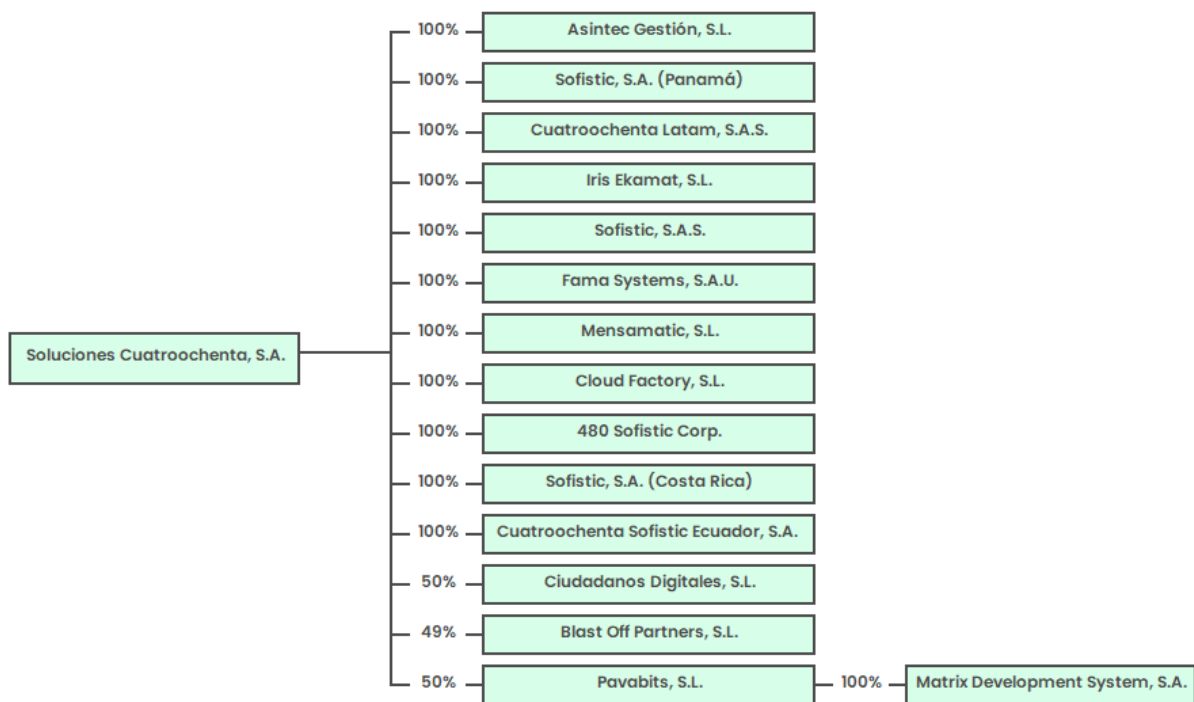 100% Asintec Gestión, S.L.
100% Sofistic, S.A. (Panamá)
100% Cuatroochenta Latam, S.A.S.
100% Iris Ekamat, S.L.
100% Sofistic, S.A.S.
100% Fama Systems, S.A.U.
100% Mensamatic, S.L.
Soluciones Cuatroochenta, S.A.
100% Cloud Factory, S.L.
100% 480 Sofistic Corp.
100% Sofistic, S.A. (Costa Rica)
100% Cuatroochenta Sofistic Ecuador, S.A.
50% Ciudadanos Digitales, S.L.
49% Blast Off Partners, S.L.
50% Pavabits, S.L. 100% Matrix Development System, S.A.